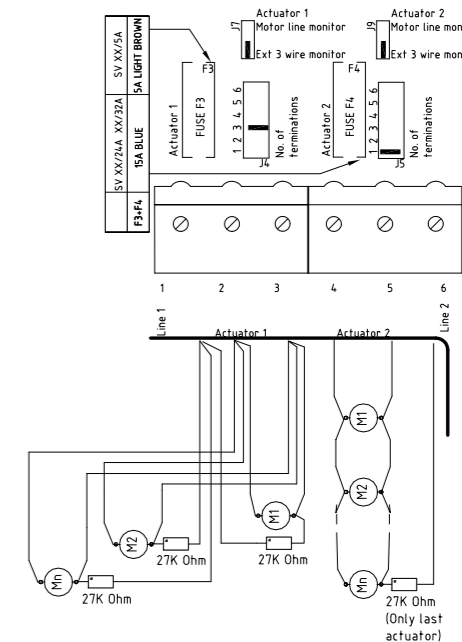 Actuator 1
Motor line monitor
Ext 3 wire monitor
J7
Actuator 2
Motor line mon
Ext 3 wire mon
J9
SV XX/5A
5A LIGHT BROWN
SV XX/24A XX/32A
15A BLUE
F3+F4
Actuator 1
FUSE F3
F3
1 2 3 4 5 6
J4
No. of
terminations
Actuator 2
FUSE F4
F4
1 2 3 4 5 6
J5
No. of
terminations
1 2 3 4 5 6
Line 1
Actuator 1
Actuator 2
Line 2
M1
M2
M1
M2
Mn
Mn
27K Ohm
27K Ohm
27K Ohm
27K Ohm
(Only last
actuator)